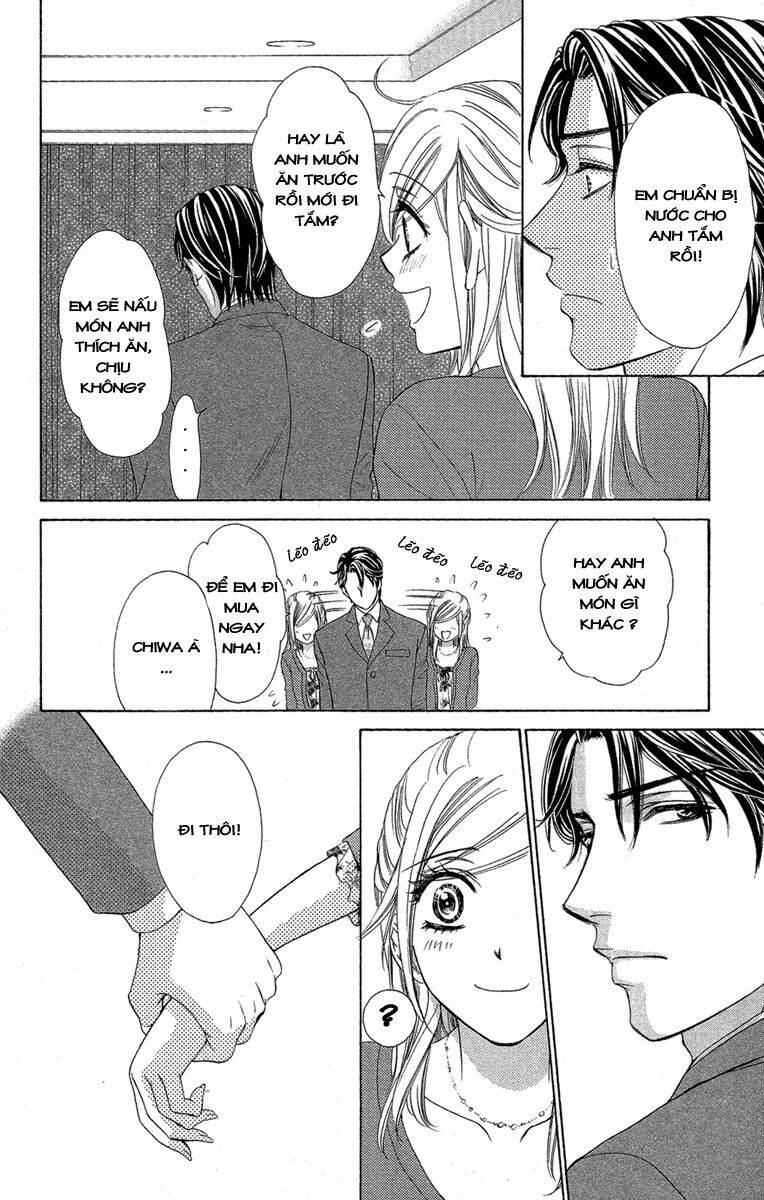 EM CHUẨN BỊ
NƯỚC CHO
ANH TẮM
RỒI!
HAY LÀ
ANH MUỐN
ĂN TRƯỚC
RỒI MỚI ĐI
TẮM?
EM SẼ NẤU
MÓN ANH
THÍCH ĂN,
CHỊU
KHÔNG?
...
HAY ANH
MUỐN ĂN
MÓN GÌ
KHÁC ?
lẽo đẽo
lẽo đẽo
lẽo đẽo
ĐỂ EM ĐI
MUA
NGAY
NHA!
CHIWA À
...
?
ĐI THÔI!